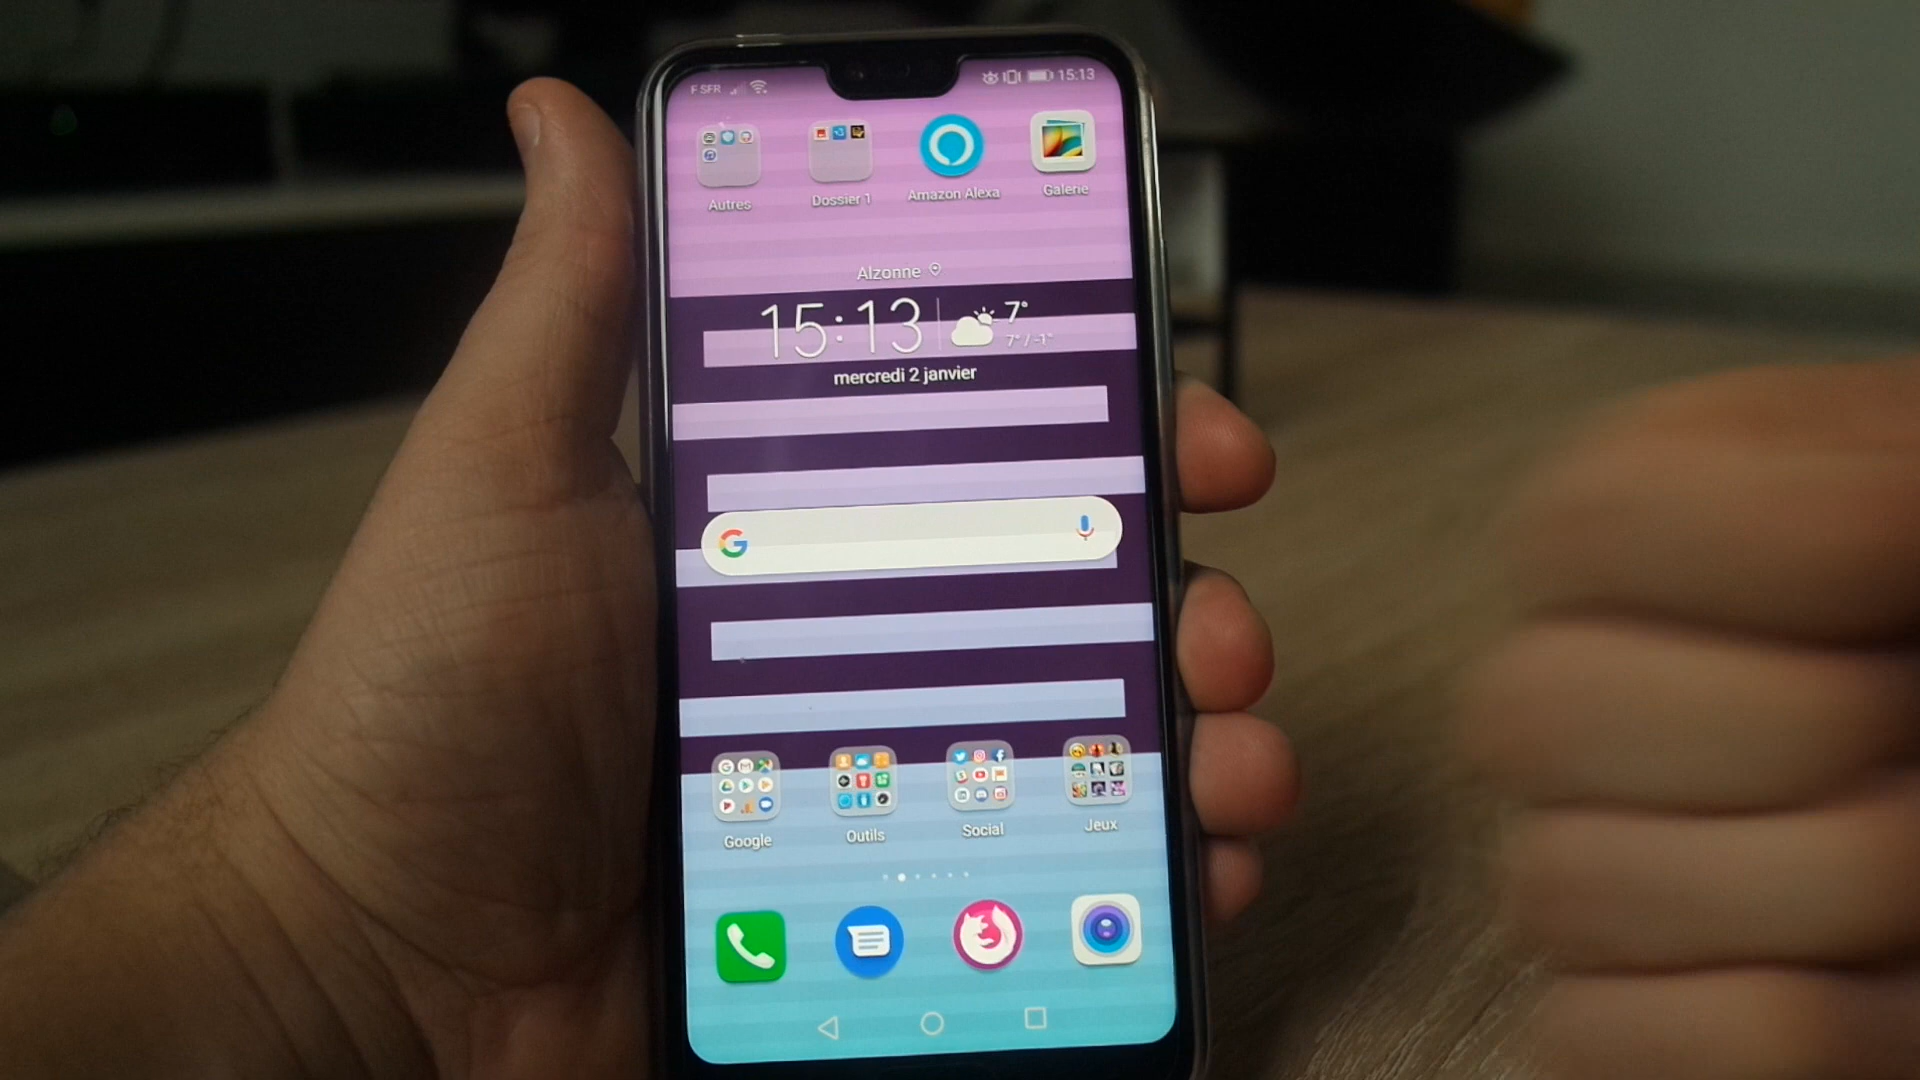 F SFR 15:13
Autres Dossier 1 Amazon Alexa Galerie
Alzonne
15:13 7°
7° / -1°
mercredi 2 janvier
G
Google Outils Social Jeux